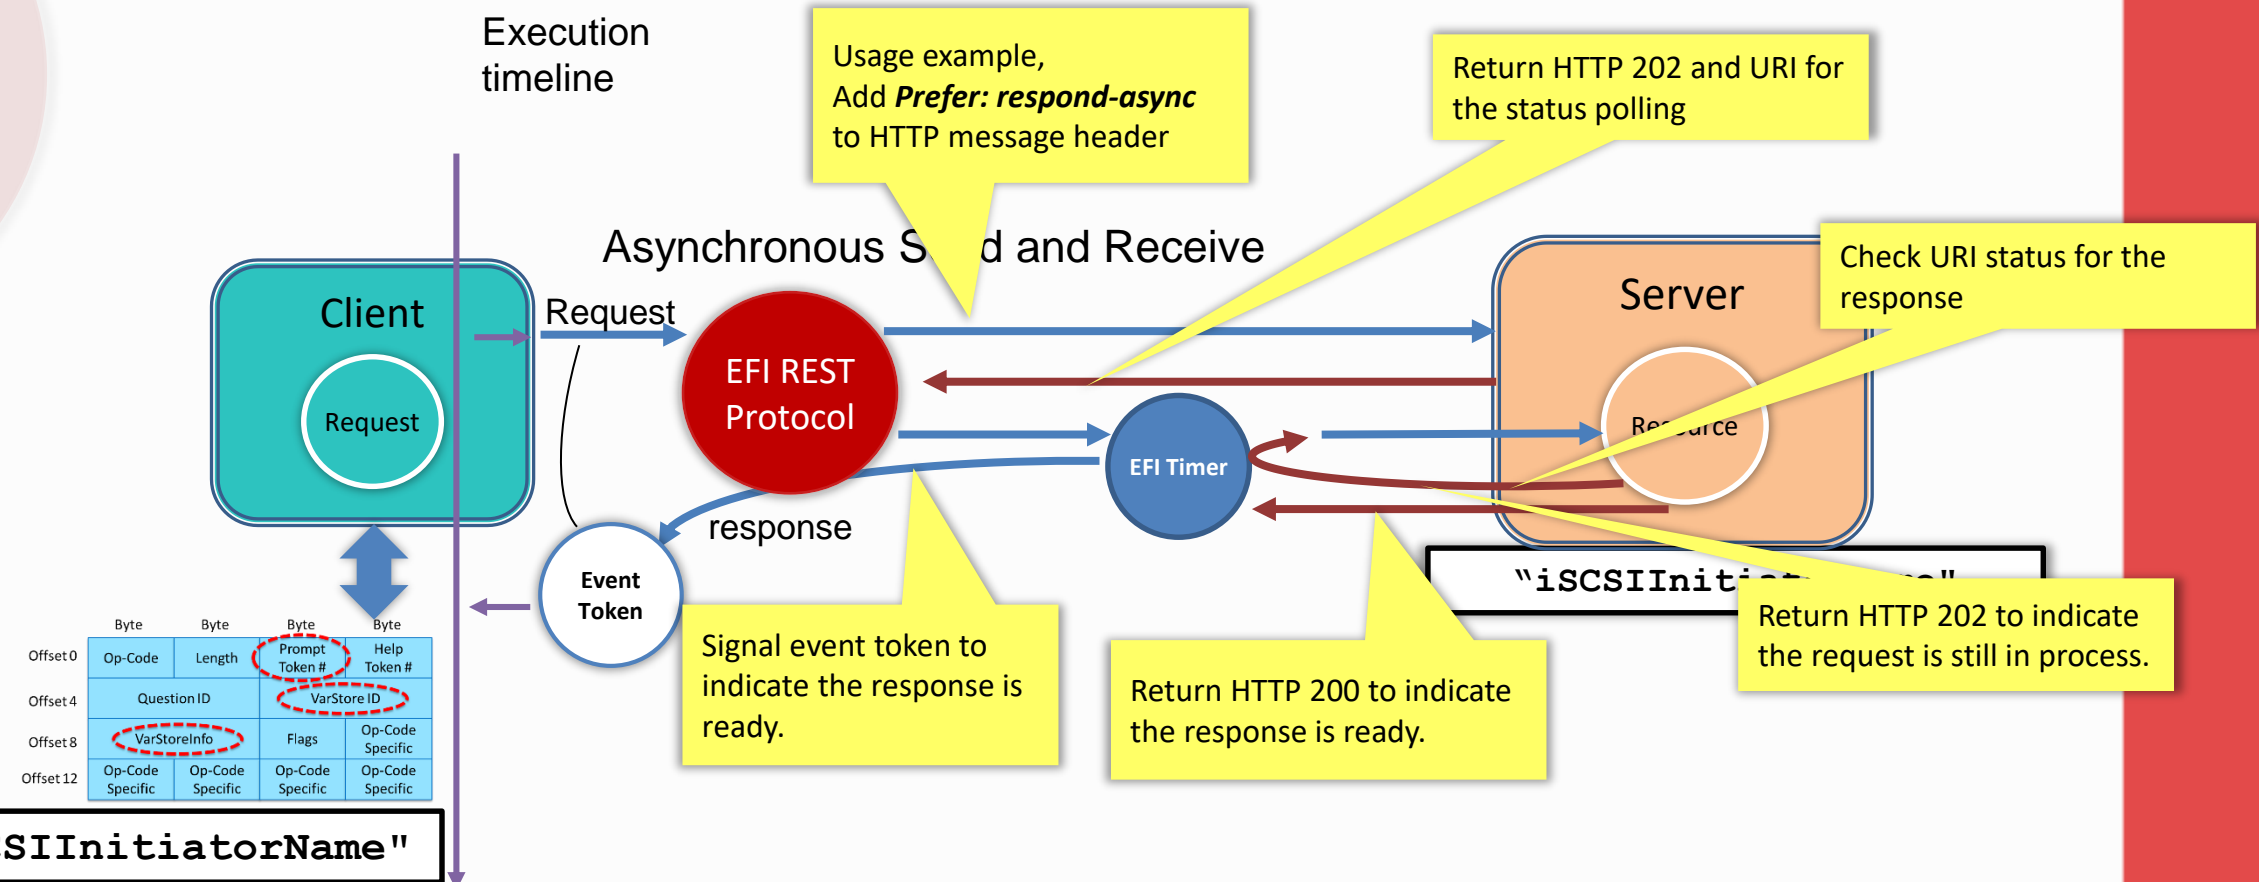 Execution
timeline
Usage example,
Add Prefer: respond-async
to HTTP message header
Return HTTP 202 and URI for
the status polling
Asynchronous S d and Receive
Check URI status for the
response
Client
Request
Server
EFI REST
Protocol
Request
Resource
EFI Timer
response
Event
Token
"iSCSIInitiat
Signal event token to
indicate the response is
ready.
Return HTTP 200 to indicate
the response is ready.
Return HTTP 202 to indicate
the request is still in process.
Byte Byte Byte Byte
Offset 0 Op-Code Length Prompt Token # Help Token #
Offset 4 Question ID VarStore ID
Offset 8 VarStoreInfo Flags Op-Code Specific
Offset 12 Op-Code Specific Op-Code Specific Op-Code Specific Op-Code Specific
SIInitiatorName"